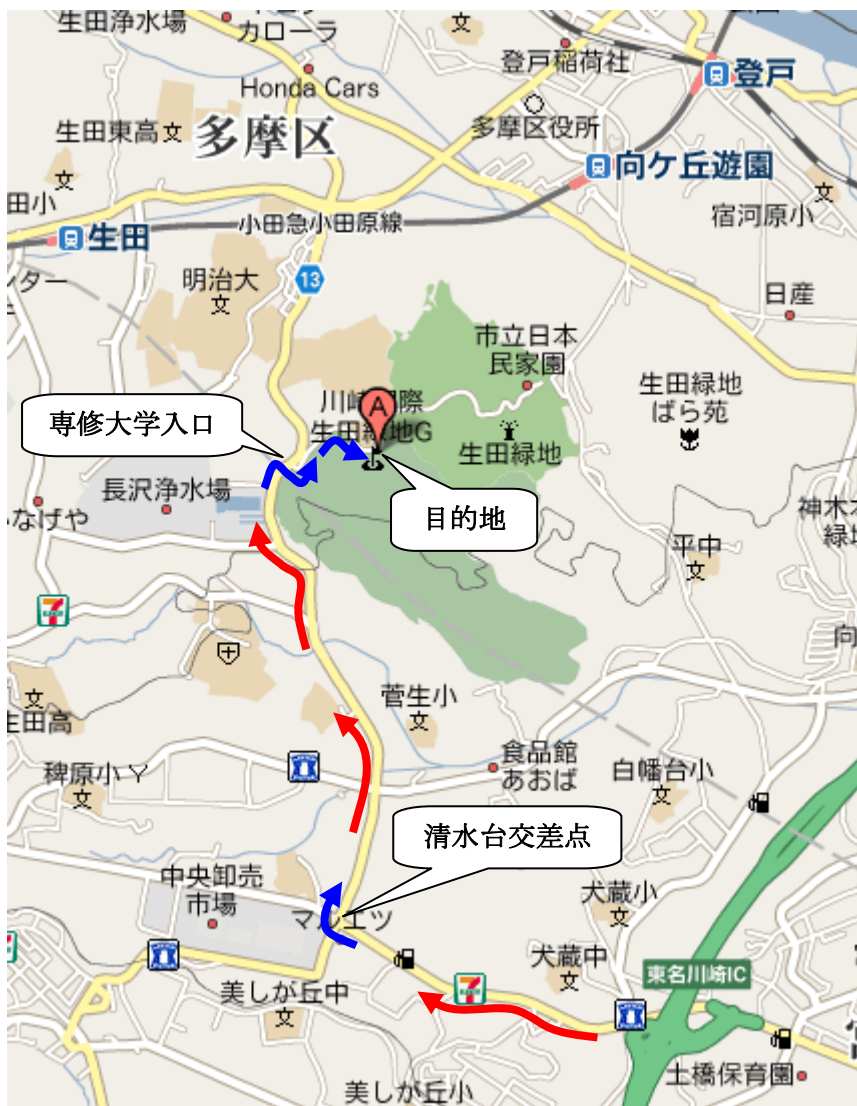 生田浄水場
カローラ
Honda Cars
登戸稲荷社
登戸
多摩区役所
生田東高
多摩区
向ケ丘遊園
田小
宿河原小
小田急小田原線
生田
ター
明治大
13
日産
市立日本
民家園
生田緑地
ばら苑
川崎国際
生田緑地G
A
専修大学入口
生田緑地
長沢浄水場
目的地
なげや
神木本
緑地
平中
7
向
菅生小
生田高
食品館
あおば
稗原小
白幡台小
清水台交差点
中央卸売
市場
マルエツ
犬蔵小
犬蔵中
東名川崎IC
7
美しが丘中
土橋保育園
美しが丘小